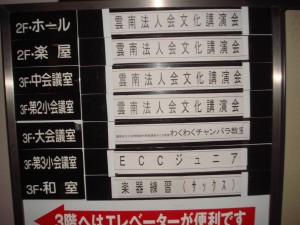 2F・ホール 雲南法人会文化講演会
2F・楽屋 雲南法人会文化講演会
3F・中会議室 雲南法人会文化講演会
3F・第2小会議室 雲南法人会文化講演会
3F・大会議室 わくわくチャンバラ教室
3F・第3小会議室 ECCジュニア
3F・和室 楽器練習(サックス)
3階へはエレベーターが便利です